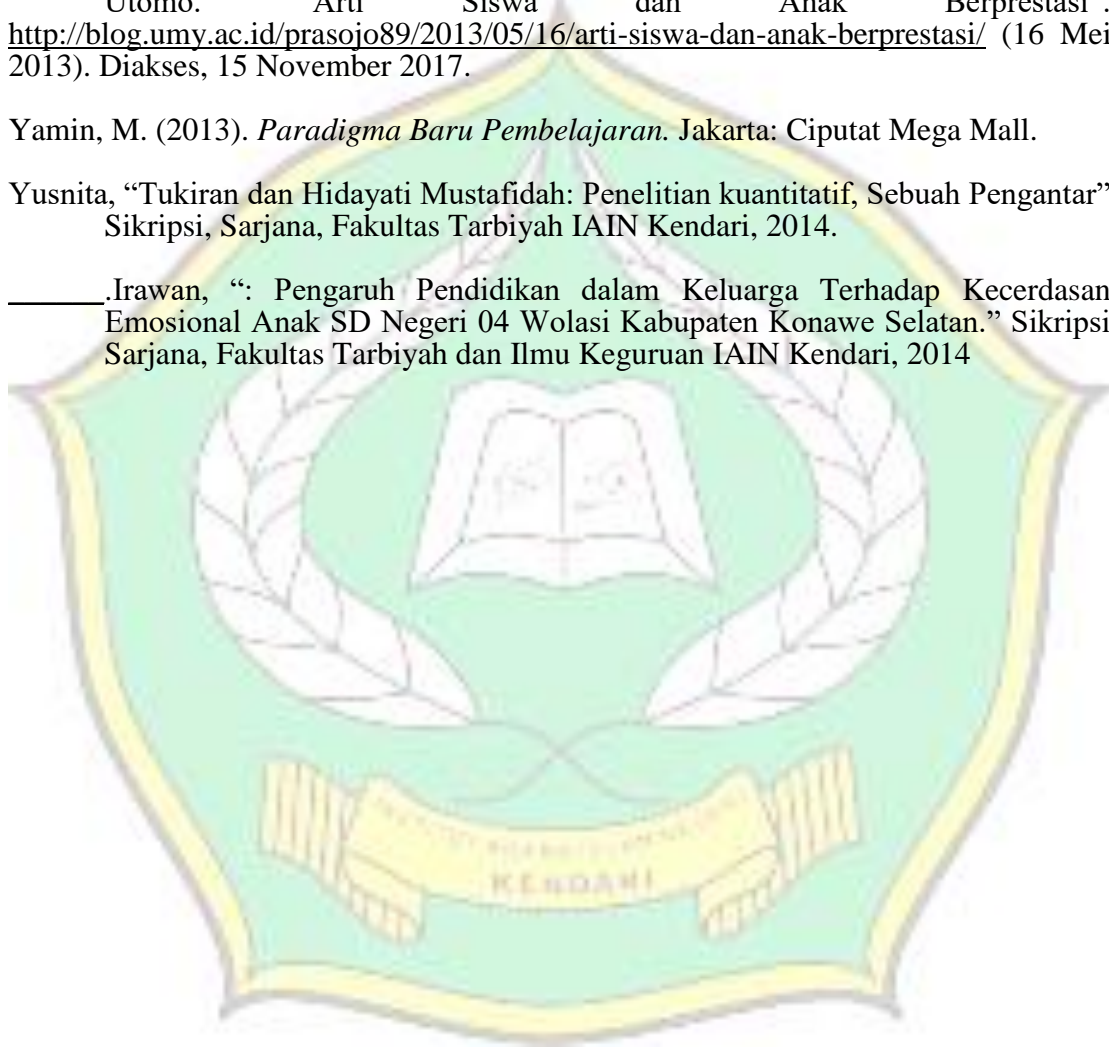 Utomo. Arti Siswa dan Anak Berprestasi".
http://blog.umy.ac.id/prasojo89/2013/05/16/arti-siswa-dan-anak-berprestasi/ (16 Mei
2013). Diakses, 15 November 2017.
Yamin, M. (2013). Paradigma Baru Pembelajaran. Jakarta: Ciputat Mega Mall.
Yusnita, “Tukiran dan Hidayati Mustafidah: Penelitian kuantitatif, Sebuah Pengantar”
Sikripsi, Sarjana, Fakultas Tarbiyah IAIN Kendari, 2014.
______.Irawan, “: Pengaruh Pendidikan dalam Keluarga Terhadap Kecerdasan
Emosional Anak SD Negeri 04 Wolasi Kabupaten Konawe Selatan.” Sikripsi
Sarjana, Fakultas Tarbiyah dan Ilmu Keguruan IAIN Kendari, 2014
INSTITUT AGAMA ISLAM NEGERI
KENDARI